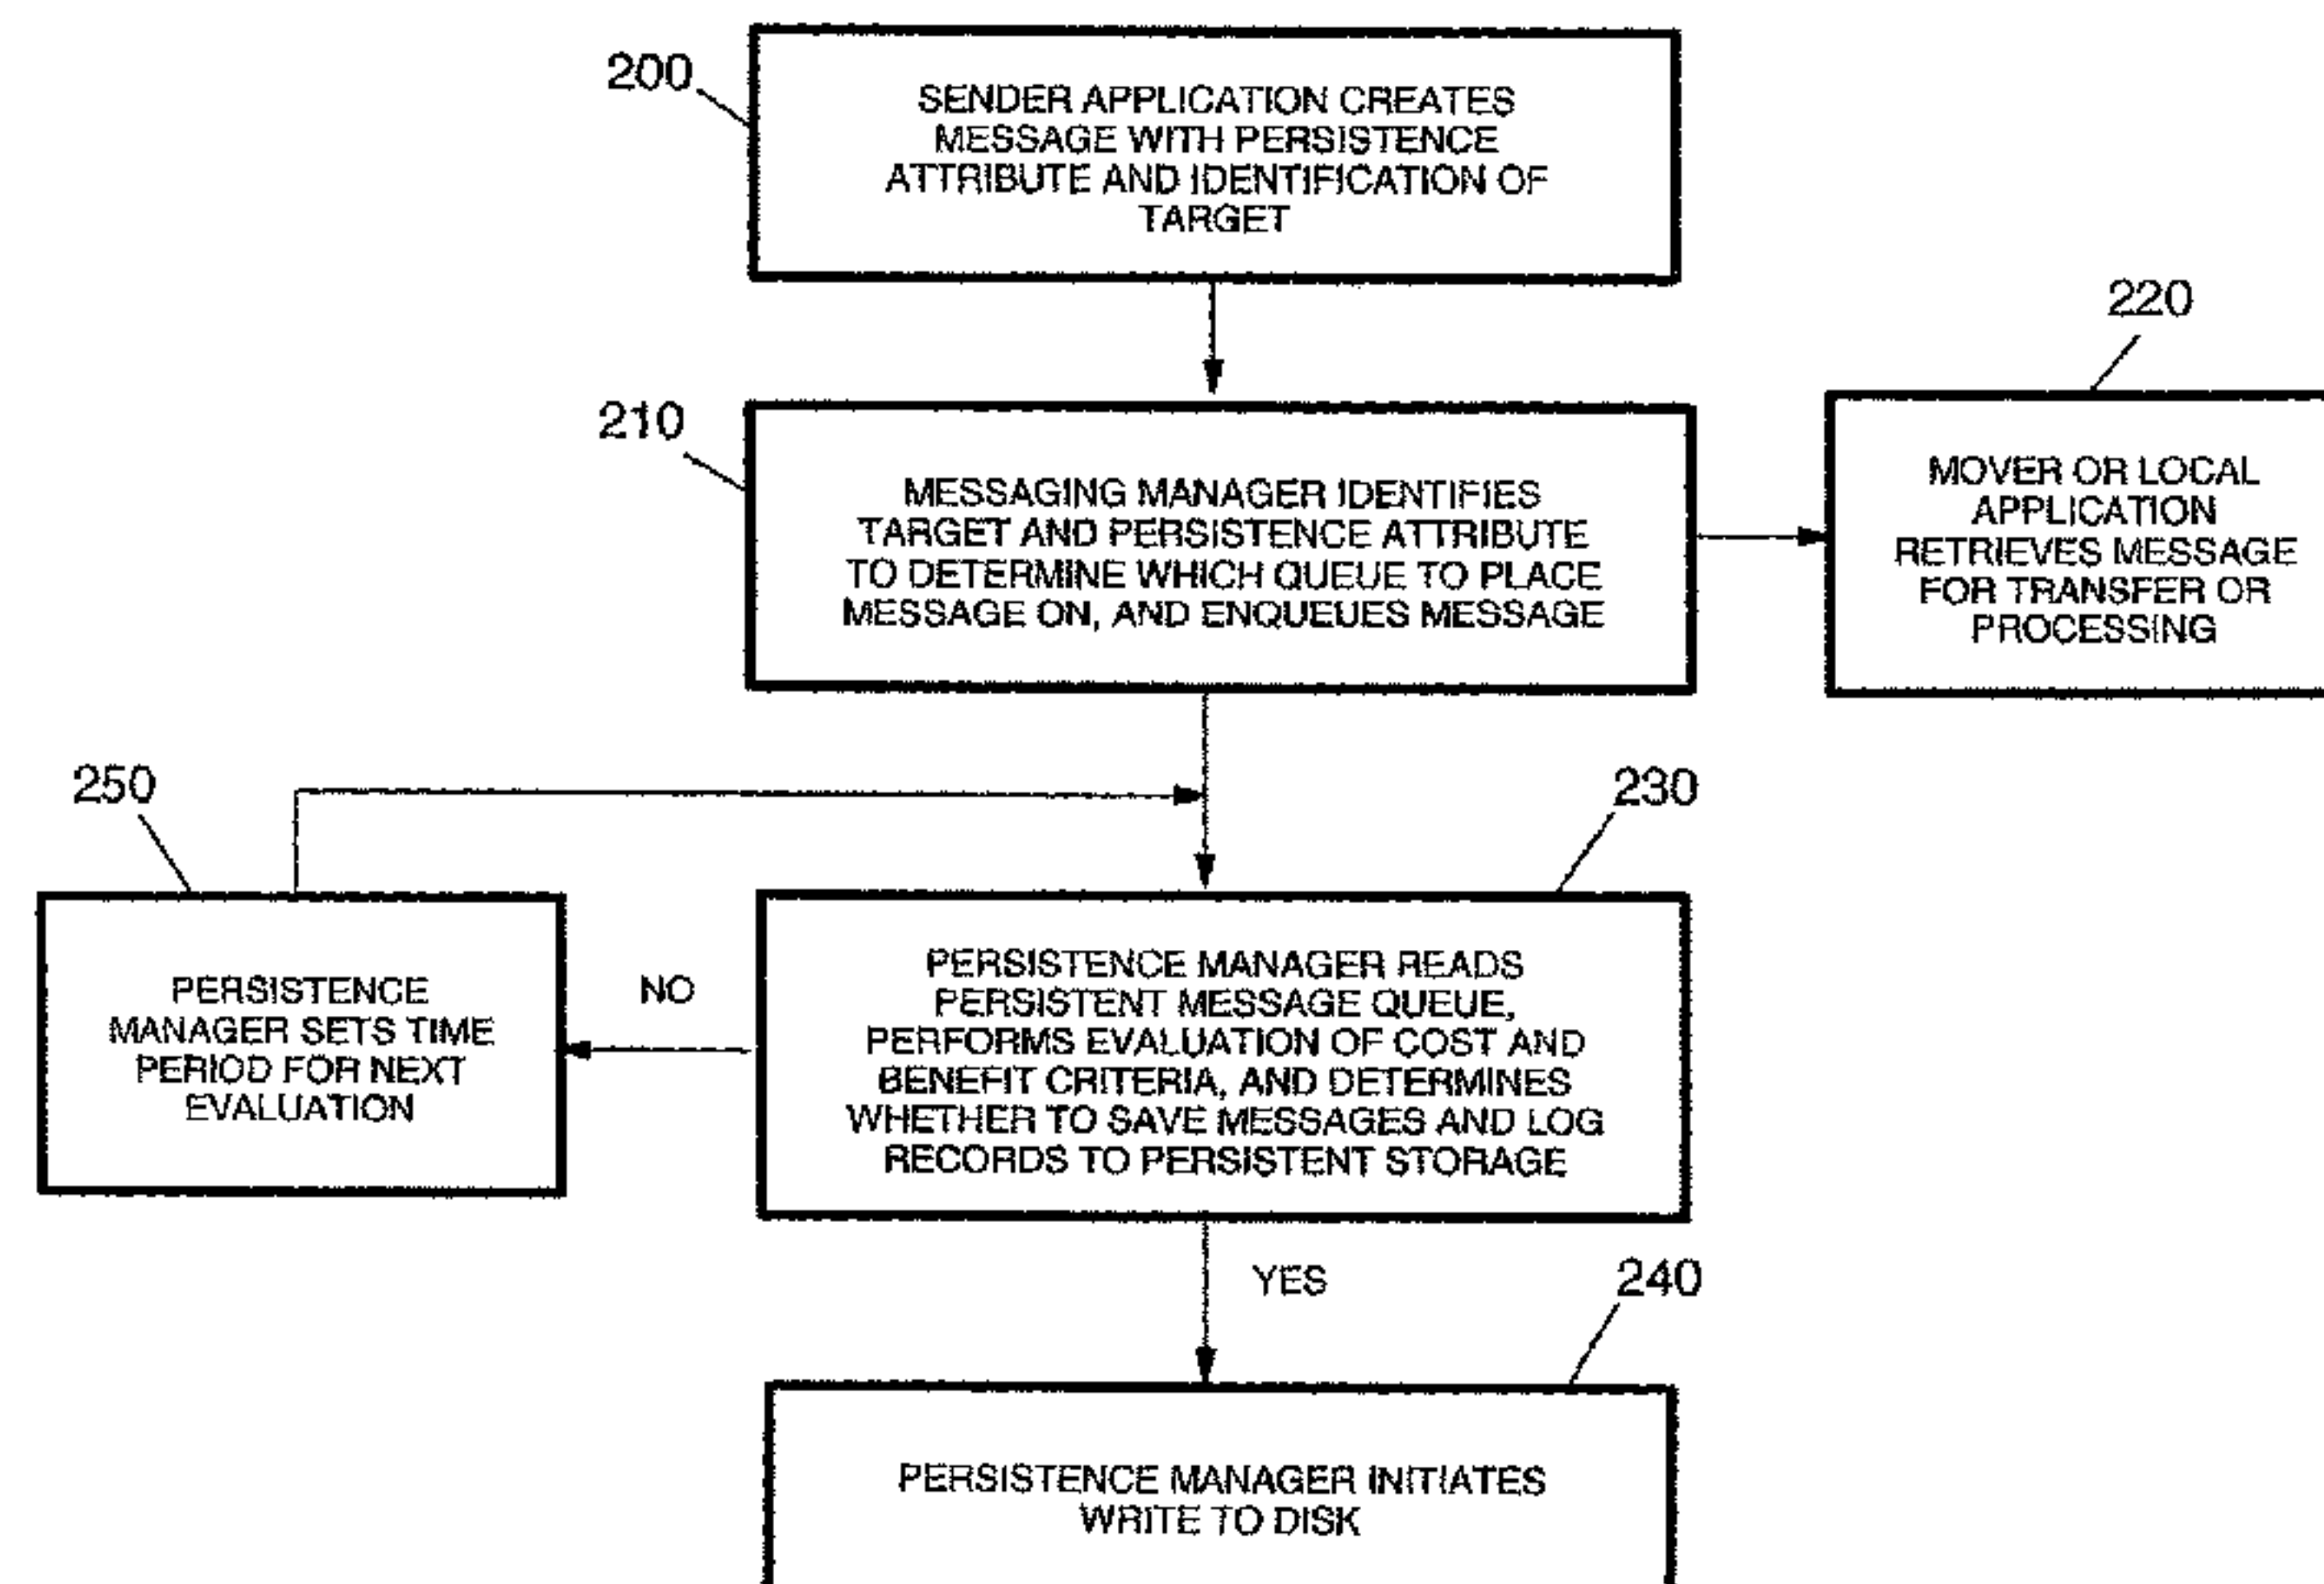 200
SENDER APPLICATION CREATES
MESSAGE WITH PERSISTENCE
ATTRIBUTE AND IDENTIFICATION OF
TARGET
220
210
MESSAGING MANAGER IDENTIFIES
TARGET AND PERSISTENCE ATTRIBUTE
TO DETERMINE WHICH QUEUE TO PLACE
MESSAGE ON, AND ENQUEUES MESSAGE
MOVER OR LOCAL
APPLICATION
RETRIEVES MESSAGE
FOR TRANSFER OR
PROCESSING
250
230
PERSISTENCE
MANAGER SETS TIME
PERIOD FOR NEXT
EVALUATION
NO
PERSISTENCE MANAGER READS
PERSISTENT MESSAGE QUEUE,
PERFORMS EVALUATION OF COST AND
BENEFIT CRITERIA, AND DETERMINES
WHETHER TO SAVE MESSAGES AND LOG
RECORDS TO PERSISTENT STORAGE
YES
240
PERSISTENCE MANAGER INITIATES
WRITE TO DISK